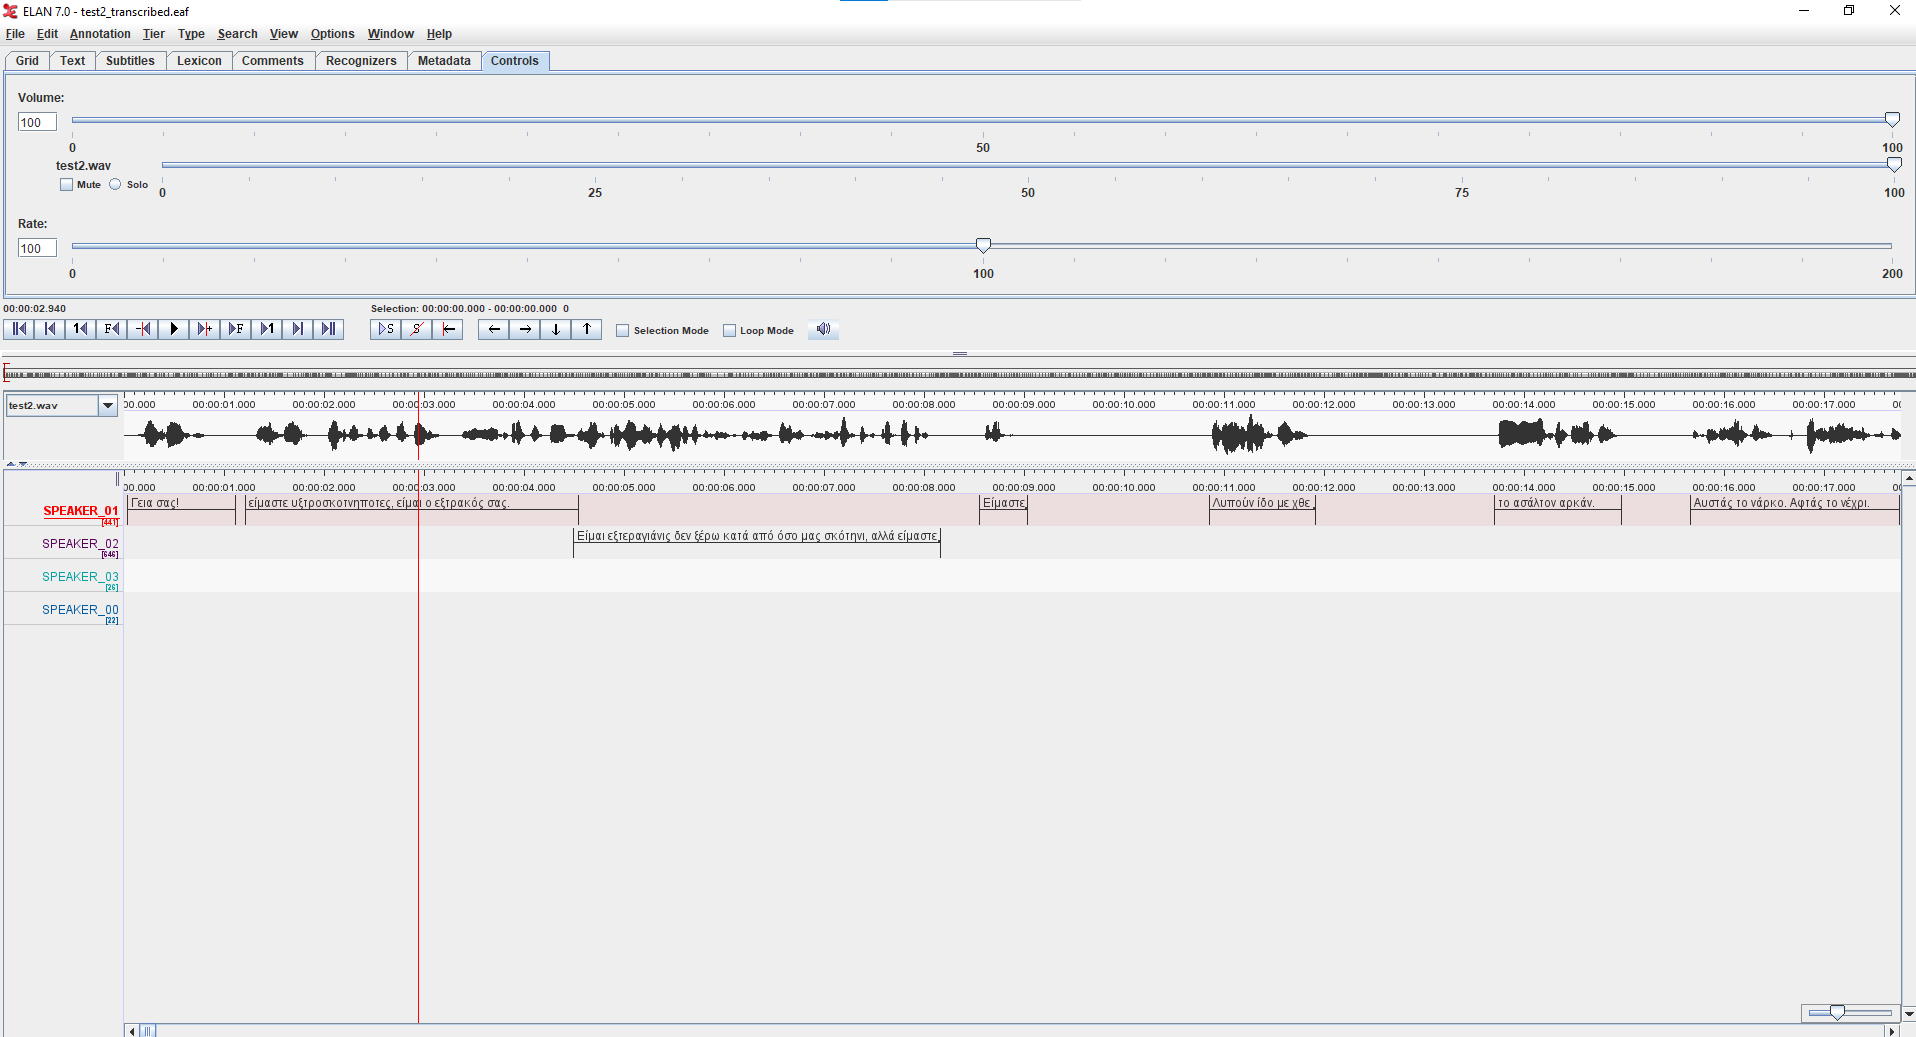 ELAN 7.0 - test2_transcribed.eaf
File Edit Annotation Tier Type Search View Options Window Help
Grid Text Subtitles Lexicon Comments Recognizers Metadata Controls
Volume:
100
0 50 100
test2.wav
Mute Solo
0 25 50 75 100
Rate:
100
0 100 200
00:00:02.940
Selection: 00:00:00.000 - 00:00:00.000 0
1 F F 1 S S
Selection Mode Loop Mode
test2.wav
00.000 00:00:01.000 00:00:02.000 00:00:03.000 00:00:04.000 00:00:05.000 00:00:06.000 00:00:07.000 00:00:08.000 00:00:09.000 00:00:10.000 00:00:11.000 00:00:12.000 00:00:13.000 00:00:14.000 00:00:15.000 00:00:16.000 00:00:17.000 00
00.000 00:00:01.000 00:00:02.000 00:00:03.000 00:00:04.000 00:00:05.000 00:00:06.000 00:00:07.000 00:00:08.000 00:00:09.000 00:00:10.000 00:00:11.000 00:00:12.000 00:00:13.000 00:00:14.000 00:00:15.000 00:00:16.000 00:00:17.000 00
SPEAKER_01 [441]
Γεια σας! είμαστε υξτροσκοτνηποτες, είμαι ο εξτρακός σας. Είμαστε Λυπούν ίδο με χθε το ασάλτον αρκάν. Αυστάς το νάρκο. Αφτάς το νέχρι.
SPEAKER_02 [646]
Είμαι εξτεραγιάνις δεν ξέρω κατά από όσο μας σκότηνι, αλλά είμαστε
SPEAKER_03 [26]
SPEAKER_00 [22]